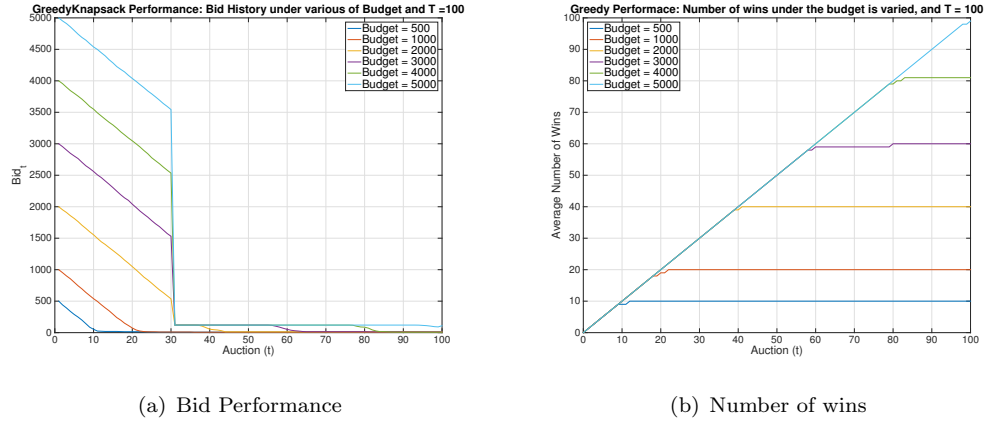 GreedyKnapsack Performance: Bid History under various of Budget and T =100
5000
4500
4000
3500
3000
2500
2000
1500
1000
500
0
Bid_t
0 10 20 30 40 50 60 70 80 90 100
Auction (t)
Budget = 500
Budget = 1000
Budget = 2000
Budget = 3000
Budget = 4000
Budget = 5000
(a) Bid Performance
Greedy Performace: Number of wins under the budget is varied, and T = 100
100
90
80
70
60
50
40
30
20
10
0
Average Number of Wins
0 10 20 30 40 50 60 70 80 90 100
Auction (t)
Budget = 500
Budget = 1000
Budget = 2000
Budget = 3000
Budget = 4000
Budget = 5000
(b) Number of wins